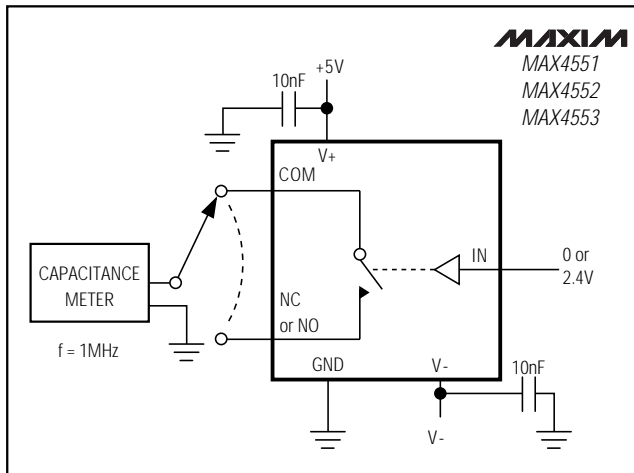 MAXIM
MAX4551
MAX4552
MAX4553
+5V
10nF
V+
COM
CAPACITANCE
METER
f = 1MHz
NC
or NO
IN
0 or
2.4V
GND
V-
10nF
V-